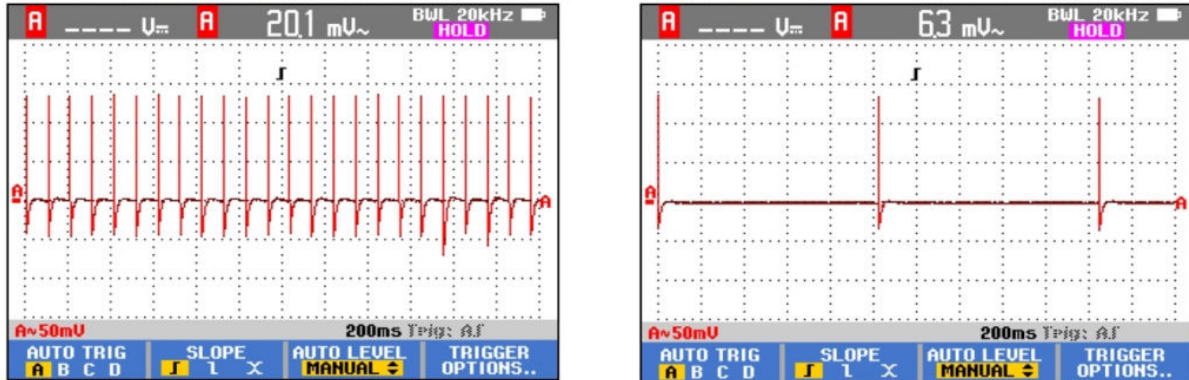 A ---- V A 20.1 mV~ BWL 20kHz
HOLD
A A
A~50mV 200ms Trig: A
AUTO TRIG SLOPE AUTO LEVEL TRIGGER
A B C D MANUAL OPTIONS..
A ---- V A 6.3 mV~ BWL 20kHz
HOLD
A A
A~50mV 200ms Trig: A
AUTO TRIG SLOPE AUTO LEVEL TRIGGER
A B C D MANUAL OPTIONS..